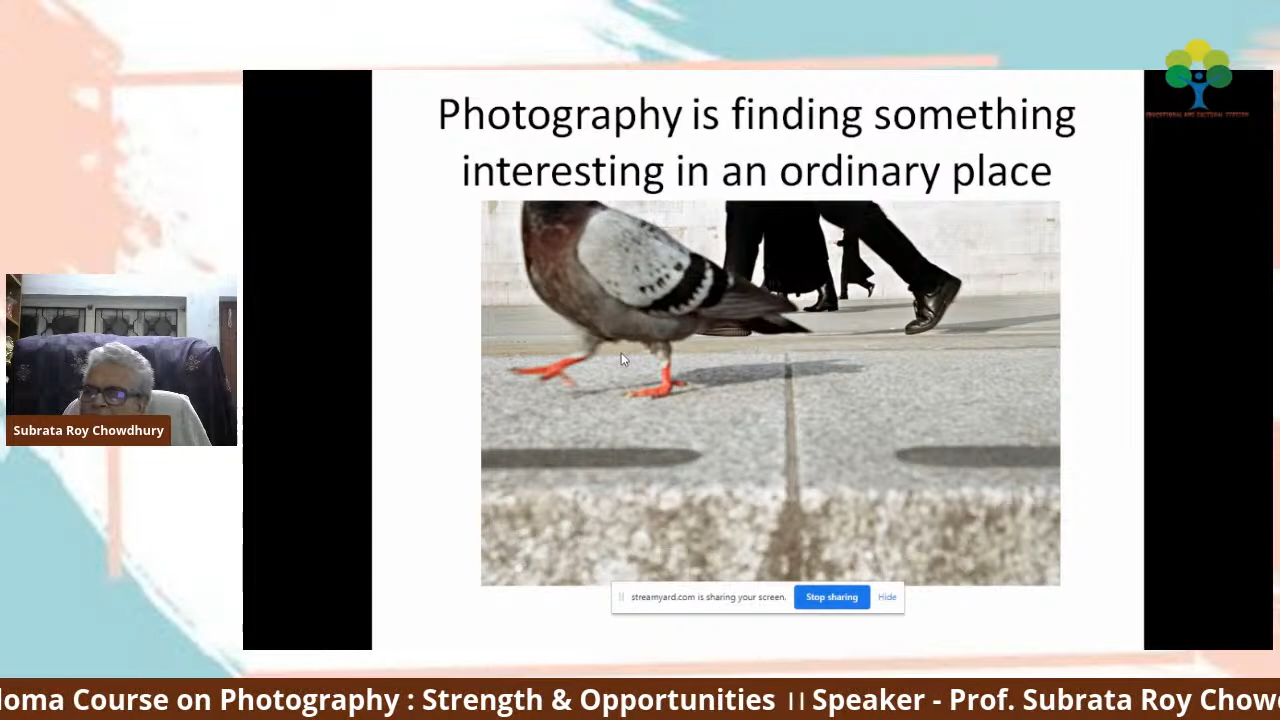 Photography is finding something
interesting in an ordinary place
Subrata Roy Chowdhury
streamyard.com is sharing your screen.
Stop sharing
Hide
loma Course on Photography : Strength & Opportunities || Speaker - Prof. Subrata Roy Chow